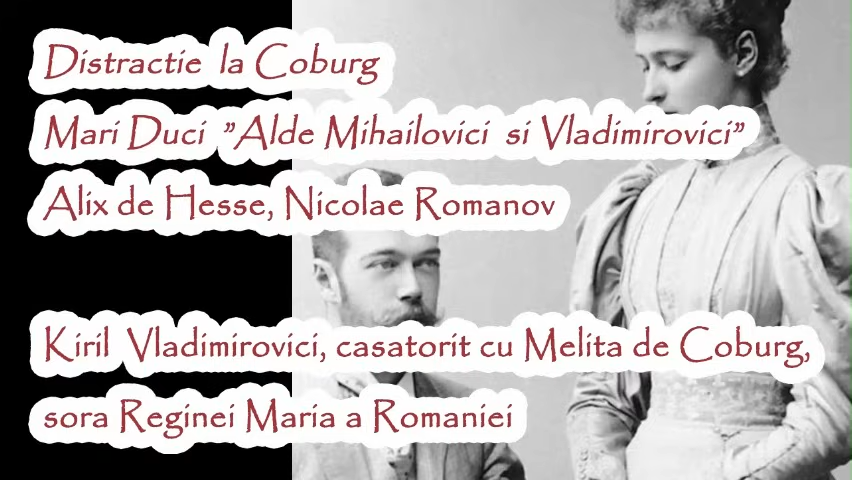 Distractie la Coburg
Mari Duci ”Alde Mihailovici si Vladimirovici”
Alix de Hesse, Nicolae Romanov
Kiril Vladimirovici, casatorit cu Melita de Coburg,
sora Reginei Maria a Romaniei